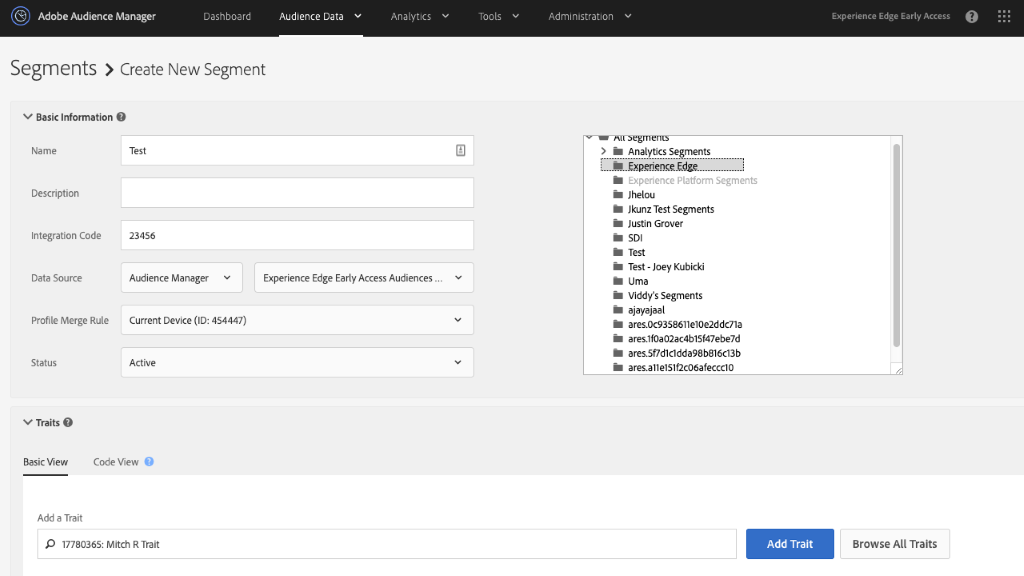 Adobe Audience Manager Dashboard Audience Data Analytics Tools Administration Experience Edge Early Access
Segments > Create New Segment
Basic Information
Name Test
Description
Integration Code 23456
Data Source Audience Manager Experience Edge Early Access Audiences ...
Profile Merge Rule Current Device (ID: 454447)
Status Active
All Segments
Analytics Segments
Experience Edge
Experience Platform Segments
Jhelou
Jkunz Test Segments
Justin Grover
SDI
Test
Test - Joey Kubicki
Uma
Viddy's Segments
ajayajaal
ares.0c9358611e10e2ddc71a
ares.1f0a02ac4b15f47ebe7d
ares.5f7d1c1dda98b816c13b
ares.a11e151f2c06afeccc10
Traits
Basic View Code View
Add a Trait
17780365: Mitch R Trait Add Trait Browse All Traits